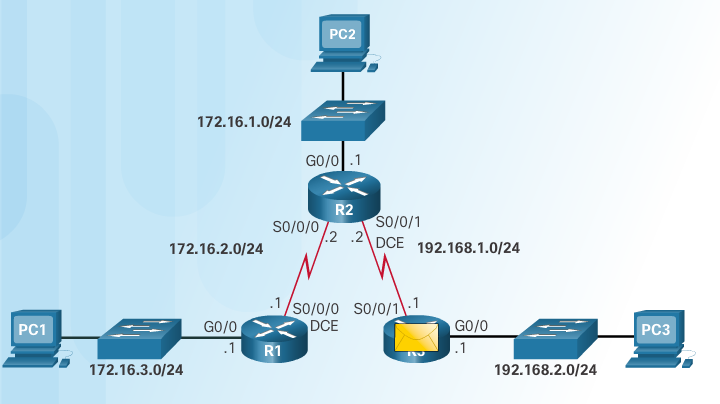 PC2
172.16.1.0/24
G0/0 .1
R2
S0/0/0 .2 .2 S0/0/1
DCE
172.16.2.0/24
192.168.1.0/24
.1 S0/0/0
DCE
S0/0/1 .1
PC1
G0/0
.1
R1
172.16.3.0/24
G0/0
.1
PC3
192.168.2.0/24